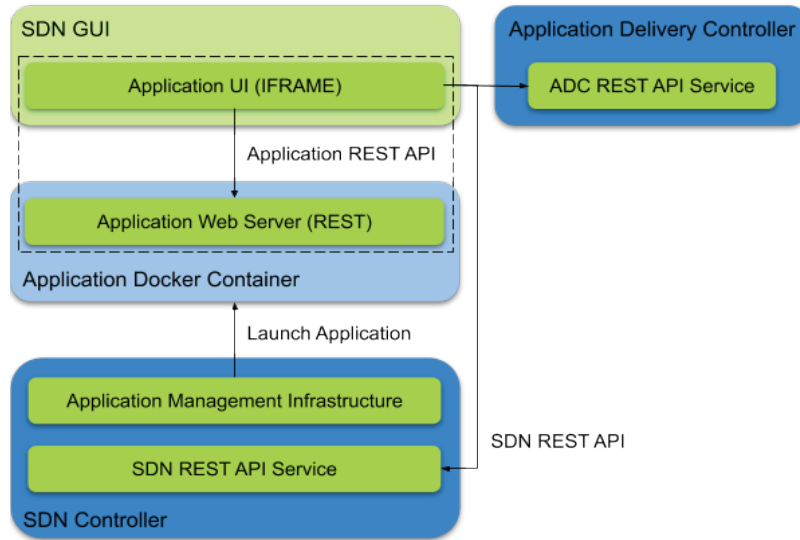 SDN GUI
Application UI (IFRAME)
Application Delivery Controller
ADC REST API Service
Application REST API
Application Web Server (REST)
Application Docker Container
Launch Application
Application Management Infrastructure
SDN REST API
SDN REST API Service
SDN Controller